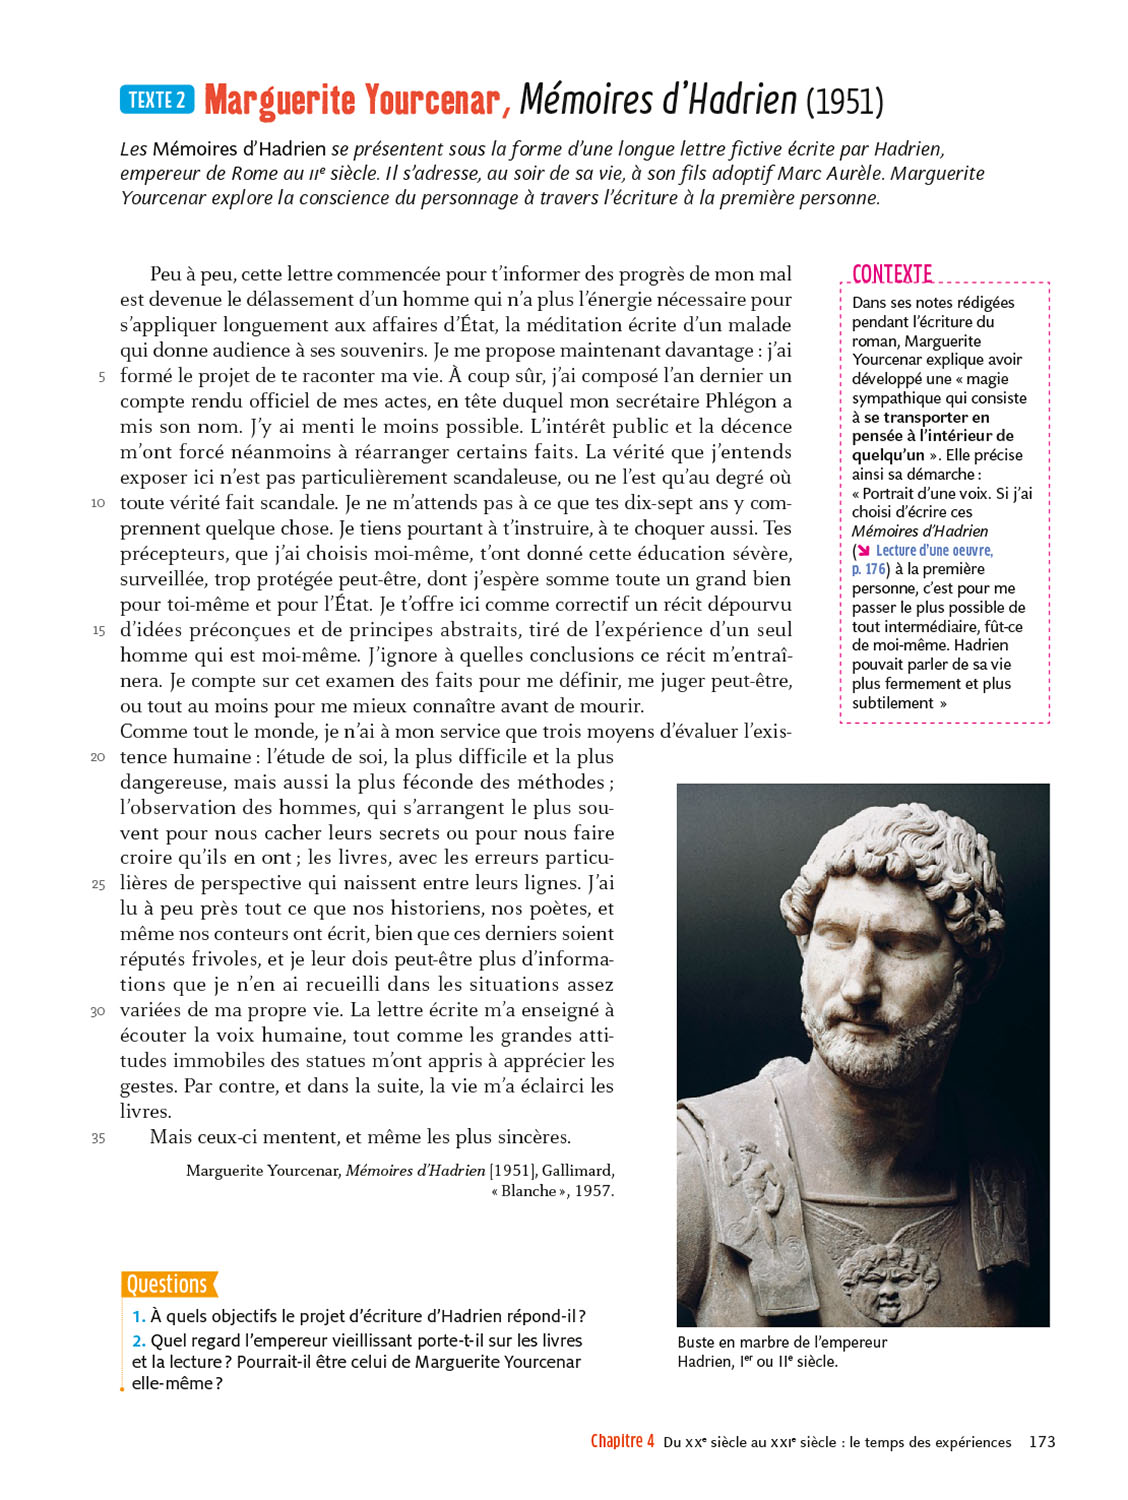 TEXTE 2 Marguerite Yourcenar, Mémoires d'Hadrien (1951)
Les Mémoires d'Hadrien se présentent sous la forme d'une longue lettre fictive écrite par Hadrien,
empereur de Rome au IIe siècle. Il s'adresse, au soir de sa vie, à son fils adoptif Marc Aurèle. Marguerite
Yourcenar explore la conscience du personnage à travers l'écriture à la première personne.
Peu à peu, cette lettre commencée pour t'informer des progrès de mon mal
est devenue le délassement d'un homme qui n'a plus l'énergie nécessaire pour
s'appliquer longuement aux affaires d'État, la méditation écrite d'un malade
qui donne audience à ses souvenirs. Je me propose maintenant davantage : j'ai
5 formé le projet de te raconter ma vie. À coup sûr, j'ai composé l'an dernier un
compte rendu officiel de mes actes, en tête duquel mon secrétaire Phlégon a
mis son nom. J'y ai menti le moins possible. L'intérêt public et la décence
m'ont forcé néanmoins à réarranger certains faits. La vérité que j'entends
exposer ici n'est pas particulièrement scandaleuse, ou ne l'est qu'au degré où
10 toute vérité fait scandale. Je ne m'attends pas à ce que tes dix-sept ans y com-
prennent quelque chose. Je tiens pourtant à t'instruire, à te choquer aussi. Tes
précepteurs, que j'ai choisis moi-même, t'ont donné cette éducation sévère,
surveillée, trop protégée peut-être, dont j'espère somme toute un grand bien
pour toi-même et pour l'État. Je t'offre ici comme correctif un récit dépourvu
15 d'idées préconçues et de principes abstraits, tiré de l'expérience d'un seul
homme qui est moi-même. J'ignore à quelles conclusions ce récit m'entraî-
nera. Je compte sur cet examen des faits pour me définir, me juger peut-être,
ou tout au moins pour me mieux connaître avant de mourir.
Comme tout le monde, je n'ai à mon service que trois moyens d'évaluer l'exis-
20 tence humaine : l'étude de soi, la plus difficile et la plus
dangereuse, mais aussi la plus féconde des méthodes ;
l'observation des hommes, qui s'arrangent le plus sou-
vent pour nous cacher leurs secrets ou pour nous faire
croire qu'ils en ont ; les livres, avec les erreurs particu-
25 lières de perspective qui naissent entre leurs lignes. J'ai
lu à peu près tout ce que nos historiens, nos poètes, et
même nos conteurs ont écrit, bien que ces derniers soient
réputés frivoles, et je leur dois peut-être plus d'informa-
tions que je n'en ai recueilli dans les situations assez
30 variées de ma propre vie. La lettre écrite m'a enseigné à
écouter la voix humaine, tout comme les grandes atti-
tudes immobiles des statues m'ont appris à apprécier les
gestes. Par contre, et dans la suite, la vie m'a éclairci les
livres.
35 Mais ceux-ci mentent, et même les plus sincères.
Marguerite Yourcenar, Mémoires d'Hadrien [1951], Gallimard,
« Blanche », 1957.
CONTEXTE
Dans ses notes rédigées
pendant l'écriture du
roman, Marguerite
Yourcenar explique avoir
développé une « magie
sympathique qui consiste
à se transporter en
pensée à l'intérieur de
quelqu'un ». Elle précise
ainsi sa démarche :
« Portrait d'une voix. Si j'ai
choisi d'écrire ces
Mémoires d'Hadrien
(↘ Lecture d'une oeuvre,
p. 176) à la première
personne, c'est pour me
passer le plus possible de
tout intermédiaire, fût-ce
de moi-même. Hadrien
pouvait parler de sa vie
plus fermement et plus
subtilement »
Buste en marbre de l'empereur
Hadrien, Ier ou IIe siècle.
Questions
1. À quels objectifs le projet d'écriture d'Hadrien répond-il ?
2. Quel regard l'empereur vieillissant porte-t-il sur les livres
et la lecture ? Pourrait-il être celui de Marguerite Yourcenar
elle-même ?
Chapitre 4 Du XXe siècle au XXIe siècle : le temps des expériences 173